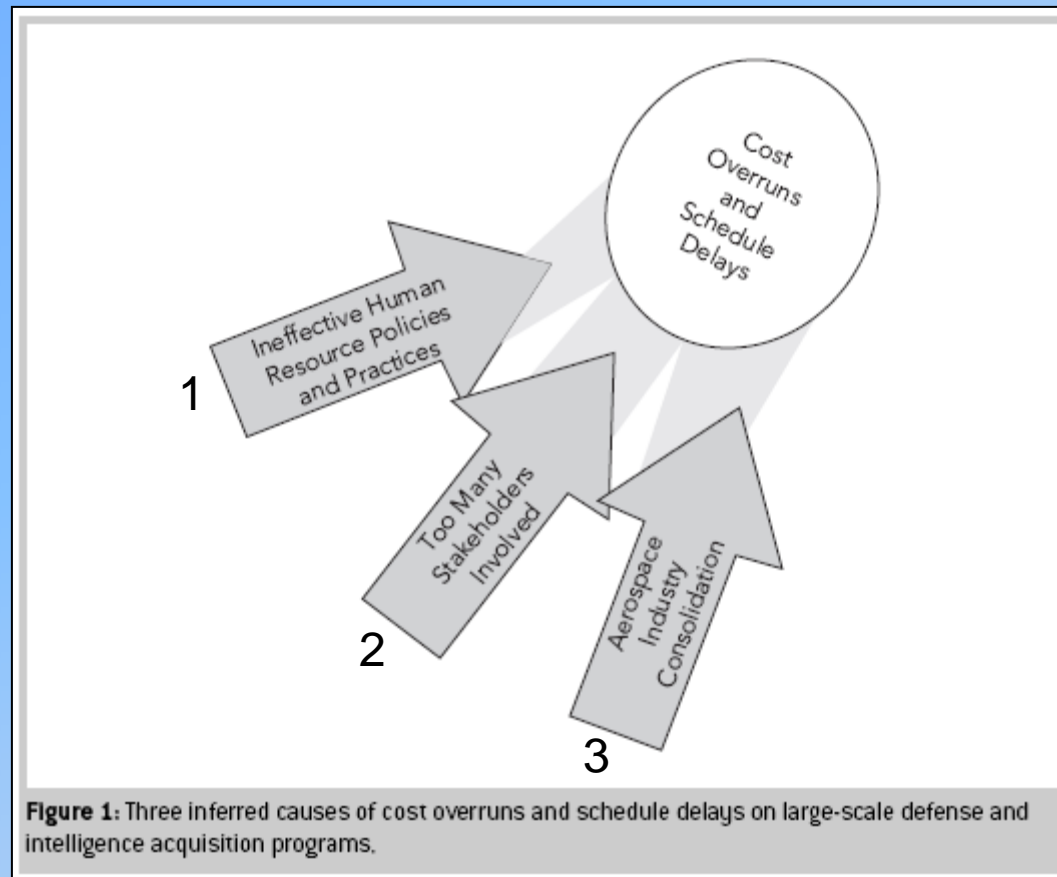 Cost
Overruns
and
Schedule
Delays
Ineffective Human
Resource Policies
and Practices
1
Too Many
Stakeholders
Involved
2
Aerospace
Industry
Consolidation
3
Figure 1: Three inferred causes of cost overruns and schedule delays on large-scale defense and
intelligence acquisition programs.